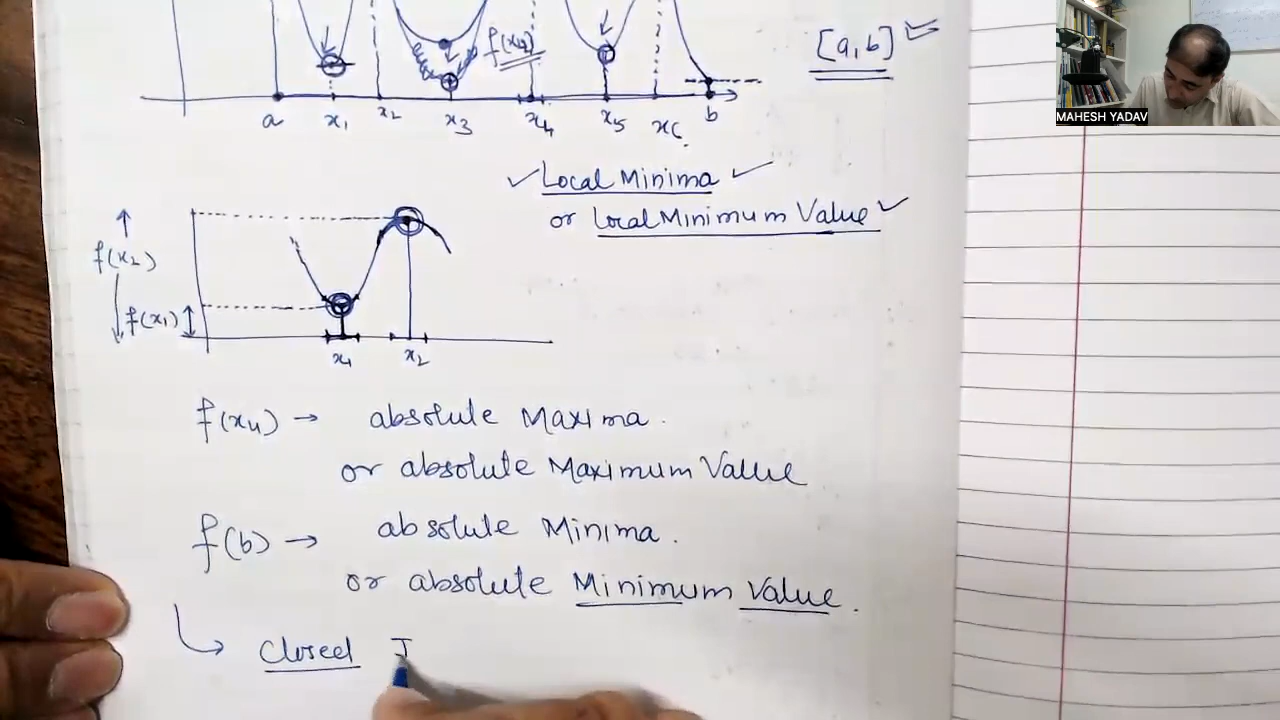 f(x4)
[a,b]
a x1 x2 x3 x4 x5 x6 b
MAHESH YADAV
Local Minima
or Local Minimum Value
f(x2)
f(x1)
x1 x2
f(x4) → absolute Maxima.
or absolute Maximum Value
f(b) → absolute Minima.
or absolute Minimum Value.
Closed I